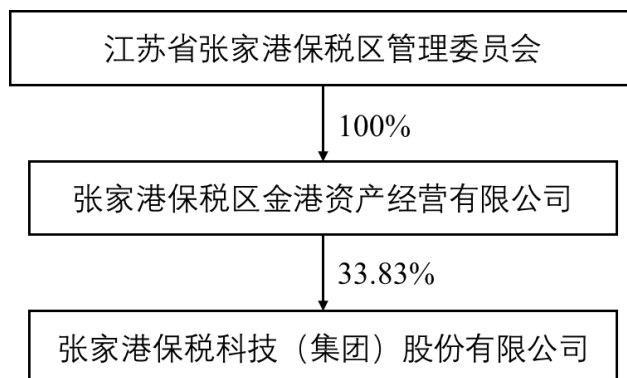 江苏省张家港保税区管理委员会
100%
张家港保税区金港资产经营有限公司
33.83%
张家港保税科技（集团）股份有限公司